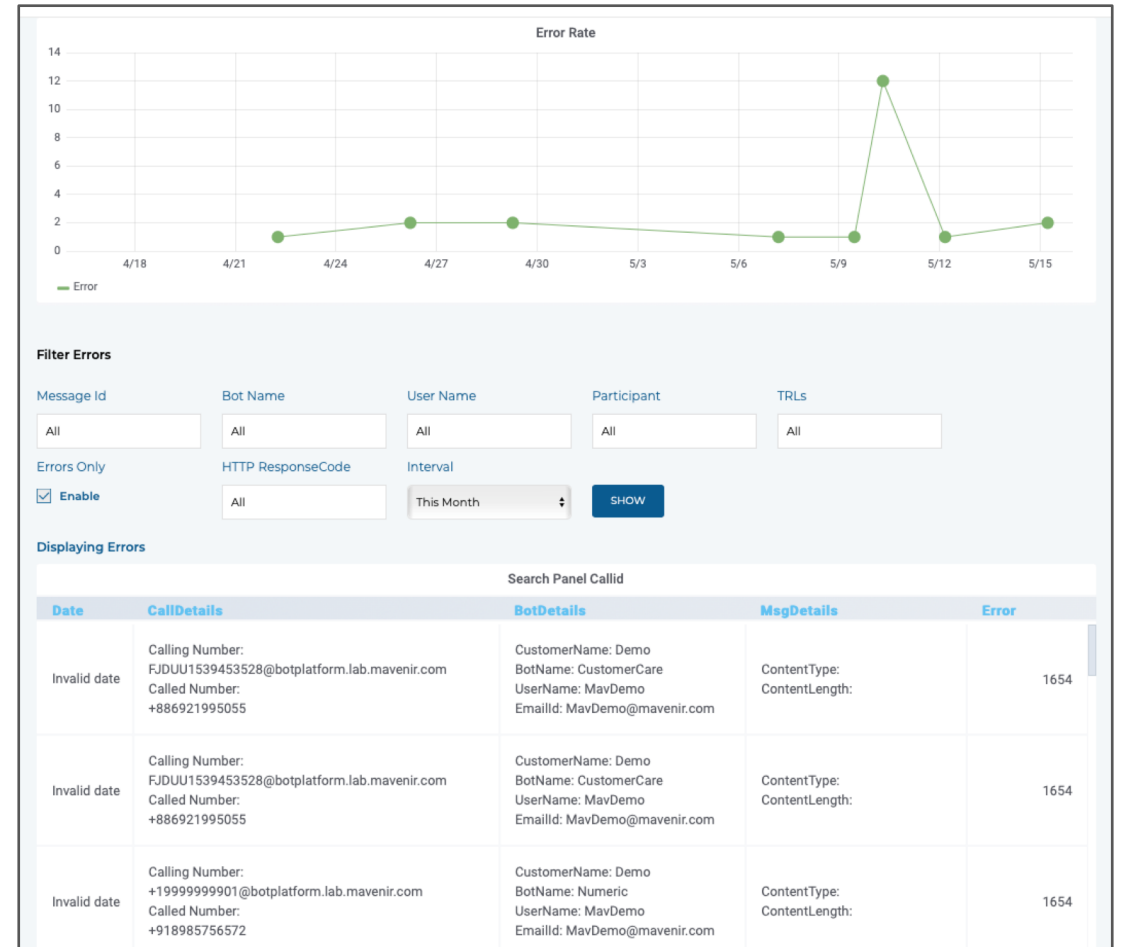 Error Rate
14
12
10
8
6
4
2
0
4/18 4/21 4/24 4/27 4/30 5/3 5/6 5/9 5/12 5/15
Error
Filter Errors
Message Id Bot Name User Name Participant TRLs
All All All All All
Errors Only HTTP ResponseCode Interval
Enable All This Month SHOW
Displaying Errors
Search Panel Callid
Date CallDetails BotDetails MsgDetails Error
Invalid date
Calling Number:
FJDUU1539453528@botplatform.lab.mavenir.com
Called Number:
+886921995055
CustomerName: Demo
BotName: CustomerCare
UserName: MavDemo
EmailId: MavDemo@mavenir.com
ContentType:
ContentLength:
1654
Invalid date
Calling Number:
FJDUU1539453528@botplatform.lab.mavenir.com
Called Number:
+886921995055
CustomerName: Demo
BotName: CustomerCare
UserName: MavDemo
EmailId: MavDemo@mavenir.com
ContentType:
ContentLength:
1654
Invalid date
Calling Number:
+19999999901@botplatform.lab.mavenir.com
Called Number:
+918985756572
CustomerName: Demo
BotName: Numeric
UserName: MavDemo
EmailId: MavDemo@mavenir.com
ContentType:
ContentLength:
1654